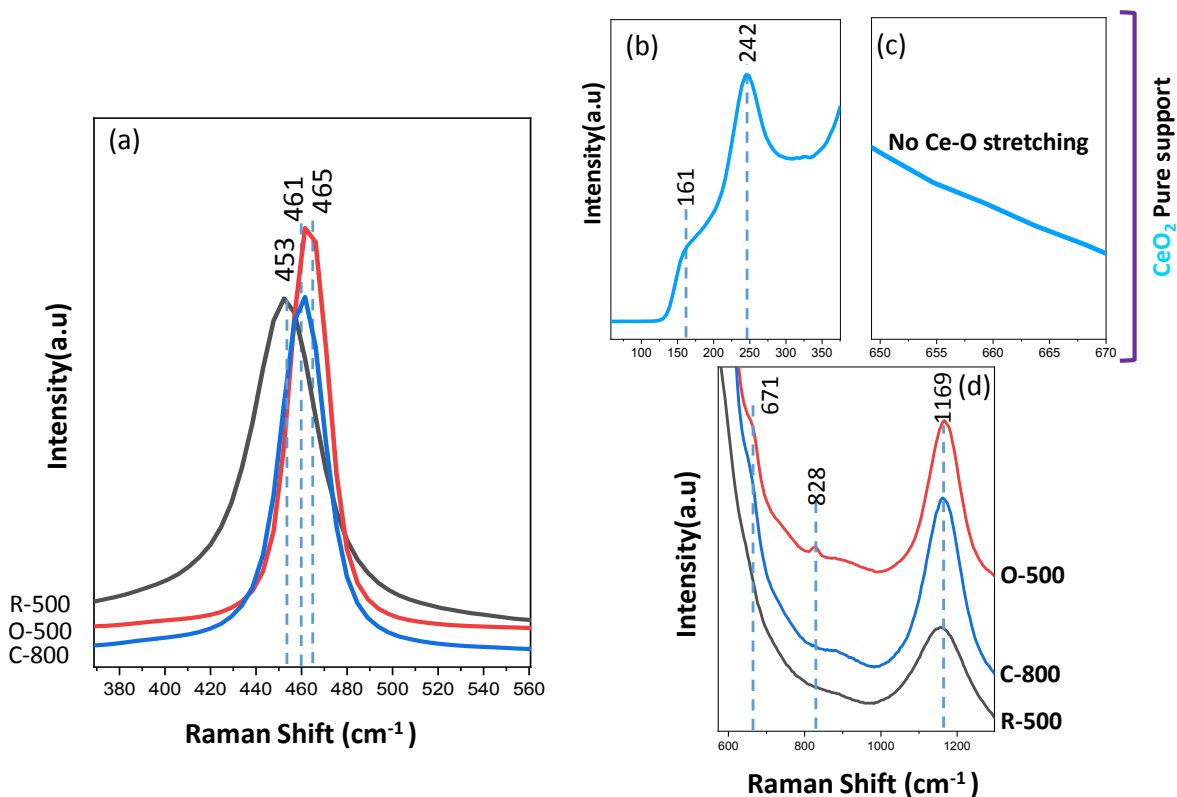 (a)
453
461
465
Intensity(a.u)
R-500
O-500
C-800
380 400 420 440 460 480 500 520 540 560
Raman Shift (cm-1)
(b)
161
242
Intensity(a.u)
100 150 200 250 300 350
(c)
No Ce-O stretching
650 655 660 665 670
CeO2 Pure support
(d)
671
828
1169
Intensity(a.u)
O-500
C-800
R-500
600 800 1000 1200
Raman Shift (cm-1)